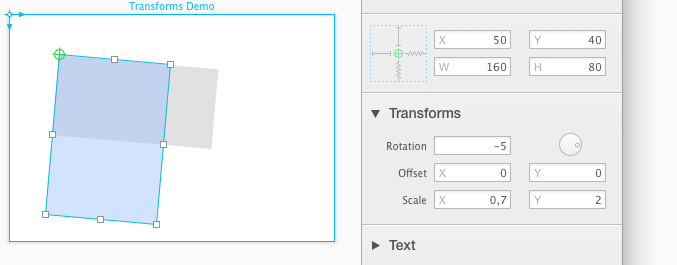 Transforms Demo
X 50 Y 40
W 160 H 80
Transforms
Rotation -5
Offset X 0 Y 0
Scale X 0,7 Y 2
Text